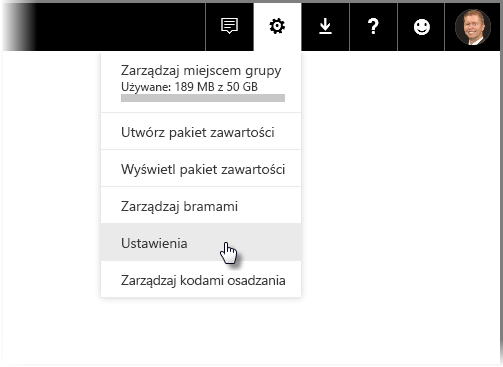 Zarządzaj miejscem grupy
Używane: 189 MB z 50 GB
Utwórz pakiet zawartości
Wyświetl pakiet zawartości
Zarządzaj bramami
Ustawienia
Zarządzaj kodami osadzania